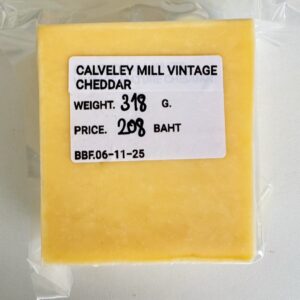 CALVELEY MILL VINTAGE
CHEDDAR
WEIGHT. 318 G.
PRICE. 208 BAHT
BBF.06-11-25